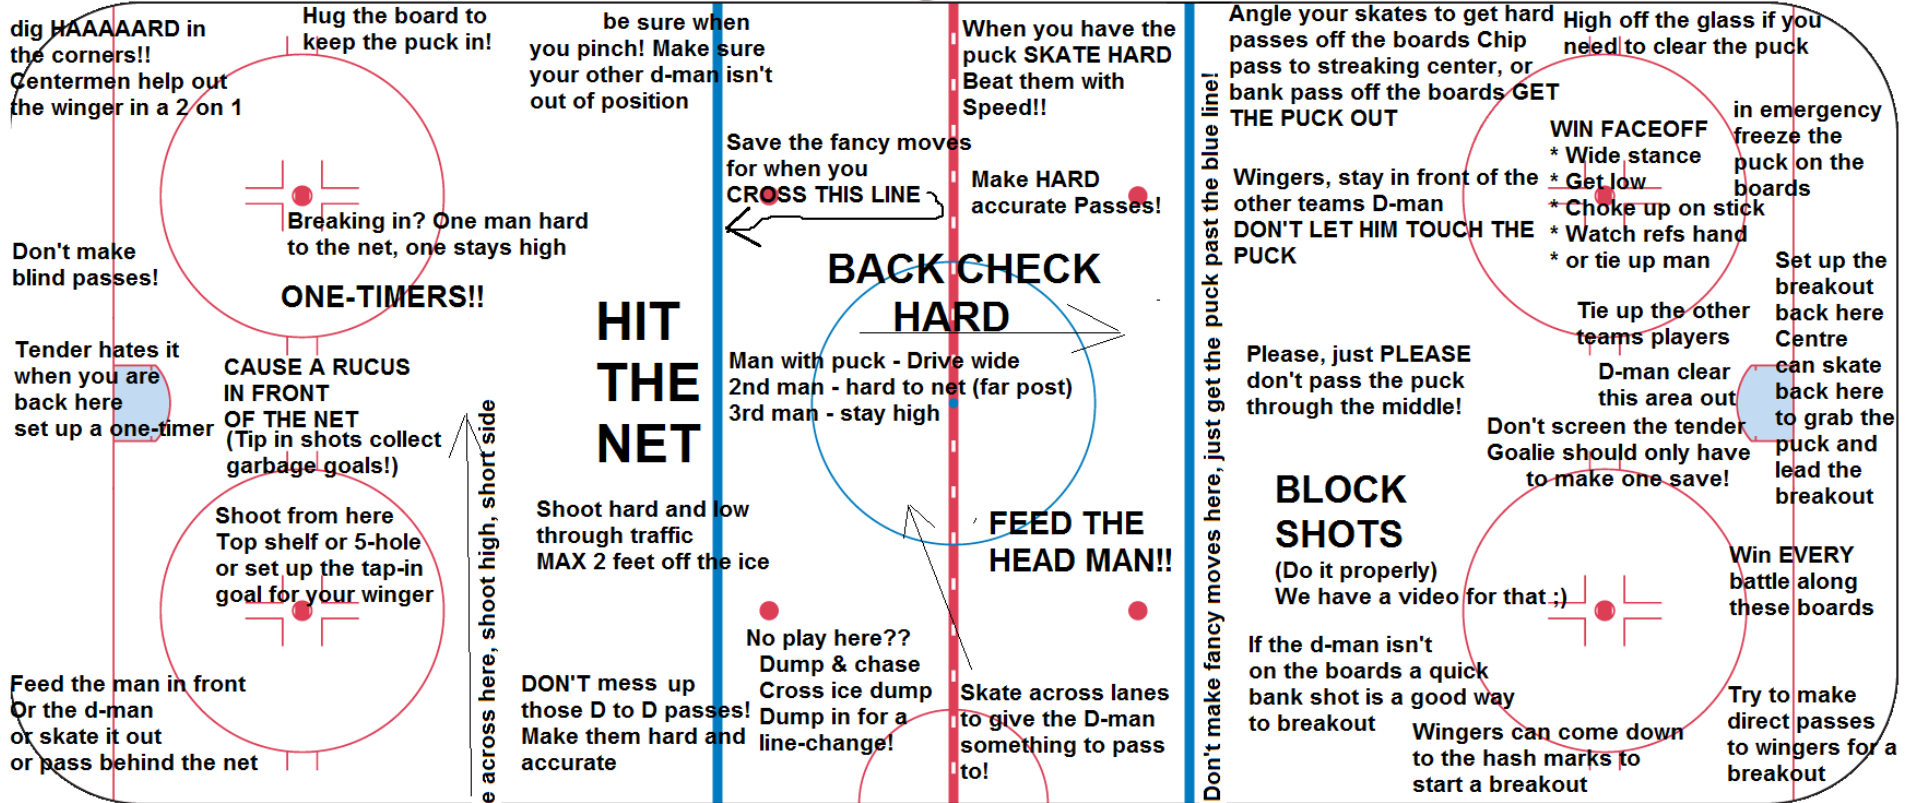 dig HAAAAARD in
the corners!!
Centermen help out
the winger in a 2 on 1
Hug the board to
keep the puck in!
Breaking in? One man hard
to the net, one stays high
Don't make
blind passes!
ONE-TIMERS!!
Tender hates it
when you are
back here
set up a one-timer
CAUSE A RUCUS
IN FRONT
OF THE NET
(Tip in shots collect
garbage goals!)
Shoot from here
Top shelf or 5-hole
or set up the tap-in
goal for your winger
Feed the man in front
Or the d-man
or skate it out
or pass behind the net
e across here, shoot high, short side
be sure when
you pinch! Make sure
your other d-man isn't
out of position
HIT
THE
NET
Shoot hard and low
through traffic
MAX 2 feet off the ice
DON'T mess up
those D to D passes!
Make them hard and
accurate
Save the fancy moves
for when you
CROSS THIS LINE
When you have the
puck SKATE HARD
Beat them with
Speed!!
Make HARD
accurate Passes!
BACK CHECK
HARD
Man with puck - Drive wide
2nd man - hard to net (far post)
3rd man - stay high
FEED THE
HEAD MAN!!
No play here??
Dump & chase
Cross ice dump
Dump in for a
line-change!
Skate across lanes
to give the D-man
something to pass
to!
Don't make fancy moves here, just get the puck past the blue line!
Angle your skates to get hard
passes off the boards Chip
pass to streaking center, or
bank pass off the boards GET
THE PUCK OUT
High off the glass if you
need to clear the puck
Wingers, stay in front of the
other teams D-man
DON'T LET HIM TOUCH THE
PUCK
WIN FACEOFF
* Wide stance
* Get low
* Choke up on stick
* Watch refs hand
* or tie up man
in emergency
freeze the
puck on the
boards
Tie up the other
teams players
Please, just PLEASE
don't pass the puck
through the middle!
D-man clear
this area out
Don't screen the tender
Goalie should only have
to make one save!
Set up the
breakout
back here
Centre
can skate
back here
to grab the
puck and
lead the
breakout
BLOCK
SHOTS
(Do it properly)
We have a video for that ;)
Win EVERY
battle along
these boards
If the d-man isn't
on the boards a quick
bank shot is a good way
to breakout
Wingers can come down
to the hash marks to
start a breakout
Try to make
direct passes
to wingers for a
breakout